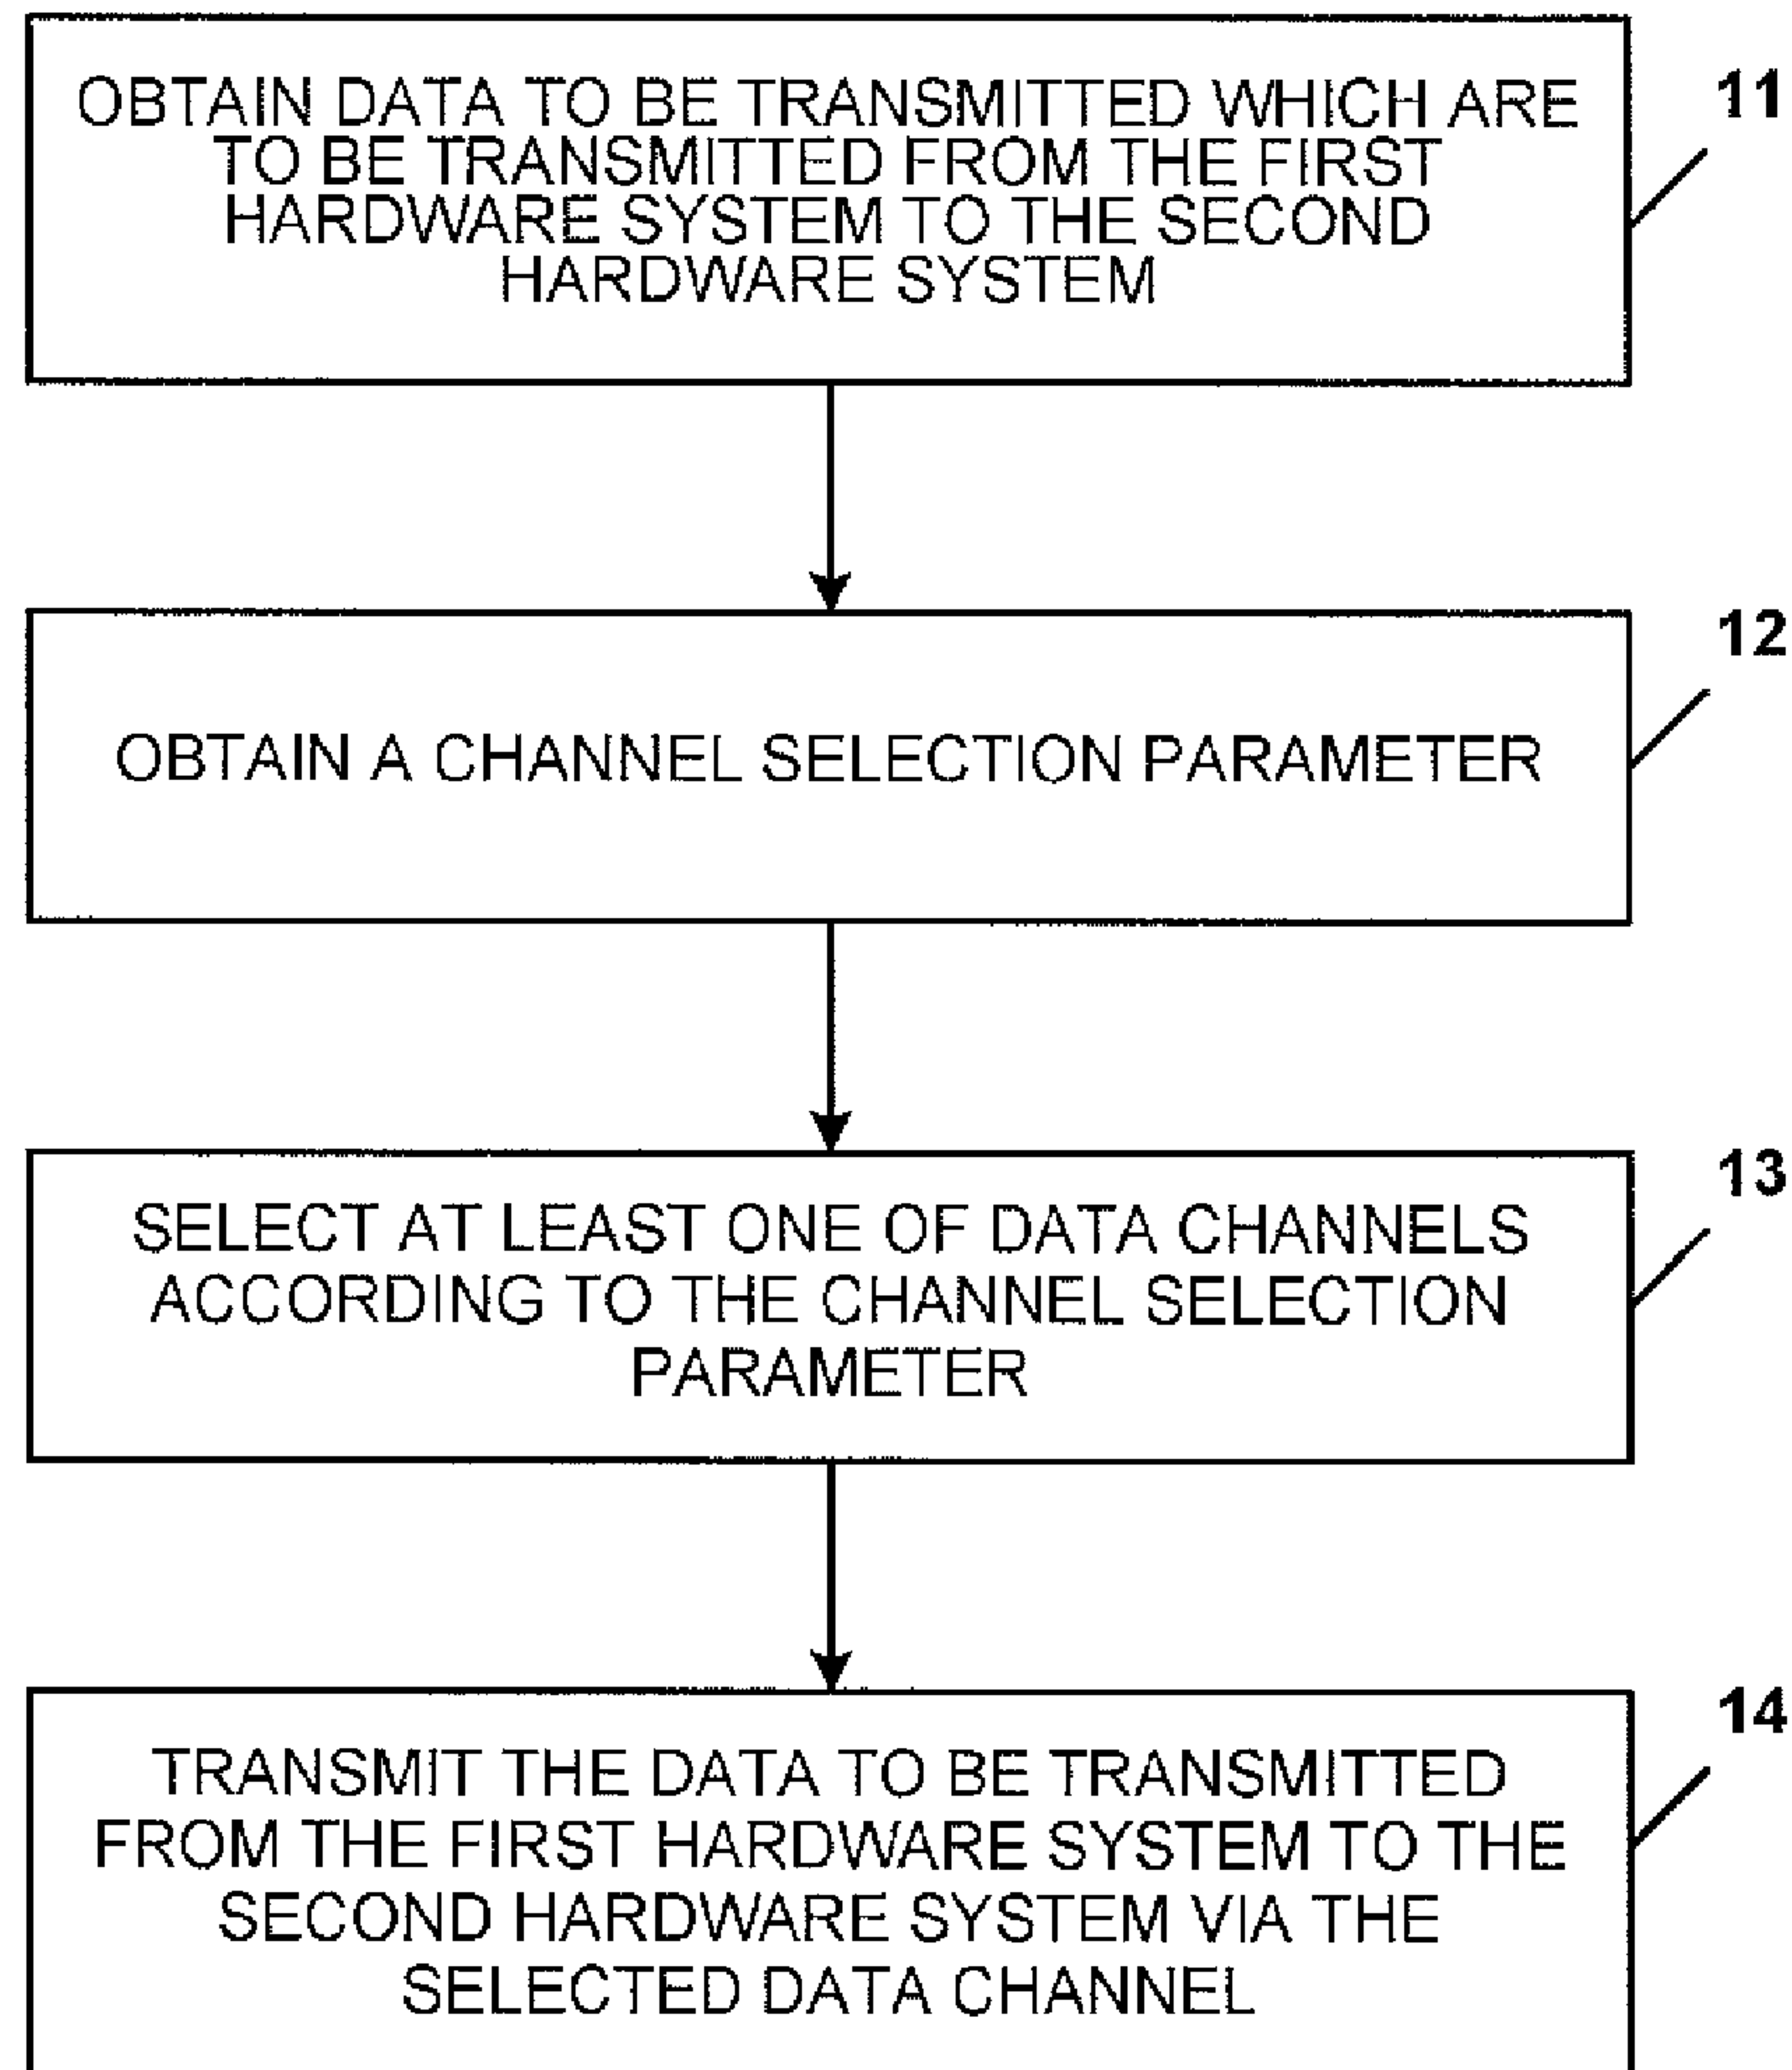 OBTAIN DATA TO BE TRANSMITTED WHICH ARE
TO BE TRANSMITTED FROM THE FIRST
HARDWARE SYSTEM TO THE SECOND
HARDWARE SYSTEM
11
OBTAIN A CHANNEL SELECTION PARAMETER
12
SELECT AT LEAST ONE OF DATA CHANNELS
ACCORDING TO THE CHANNEL SELECTION
PARAMETER
13
TRANSMIT THE DATA TO BE TRANSMITTED
FROM THE FIRST HARDWARE SYSTEM TO THE
SECOND HARDWARE SYSTEM VIA THE
SELECTED DATA CHANNEL
14